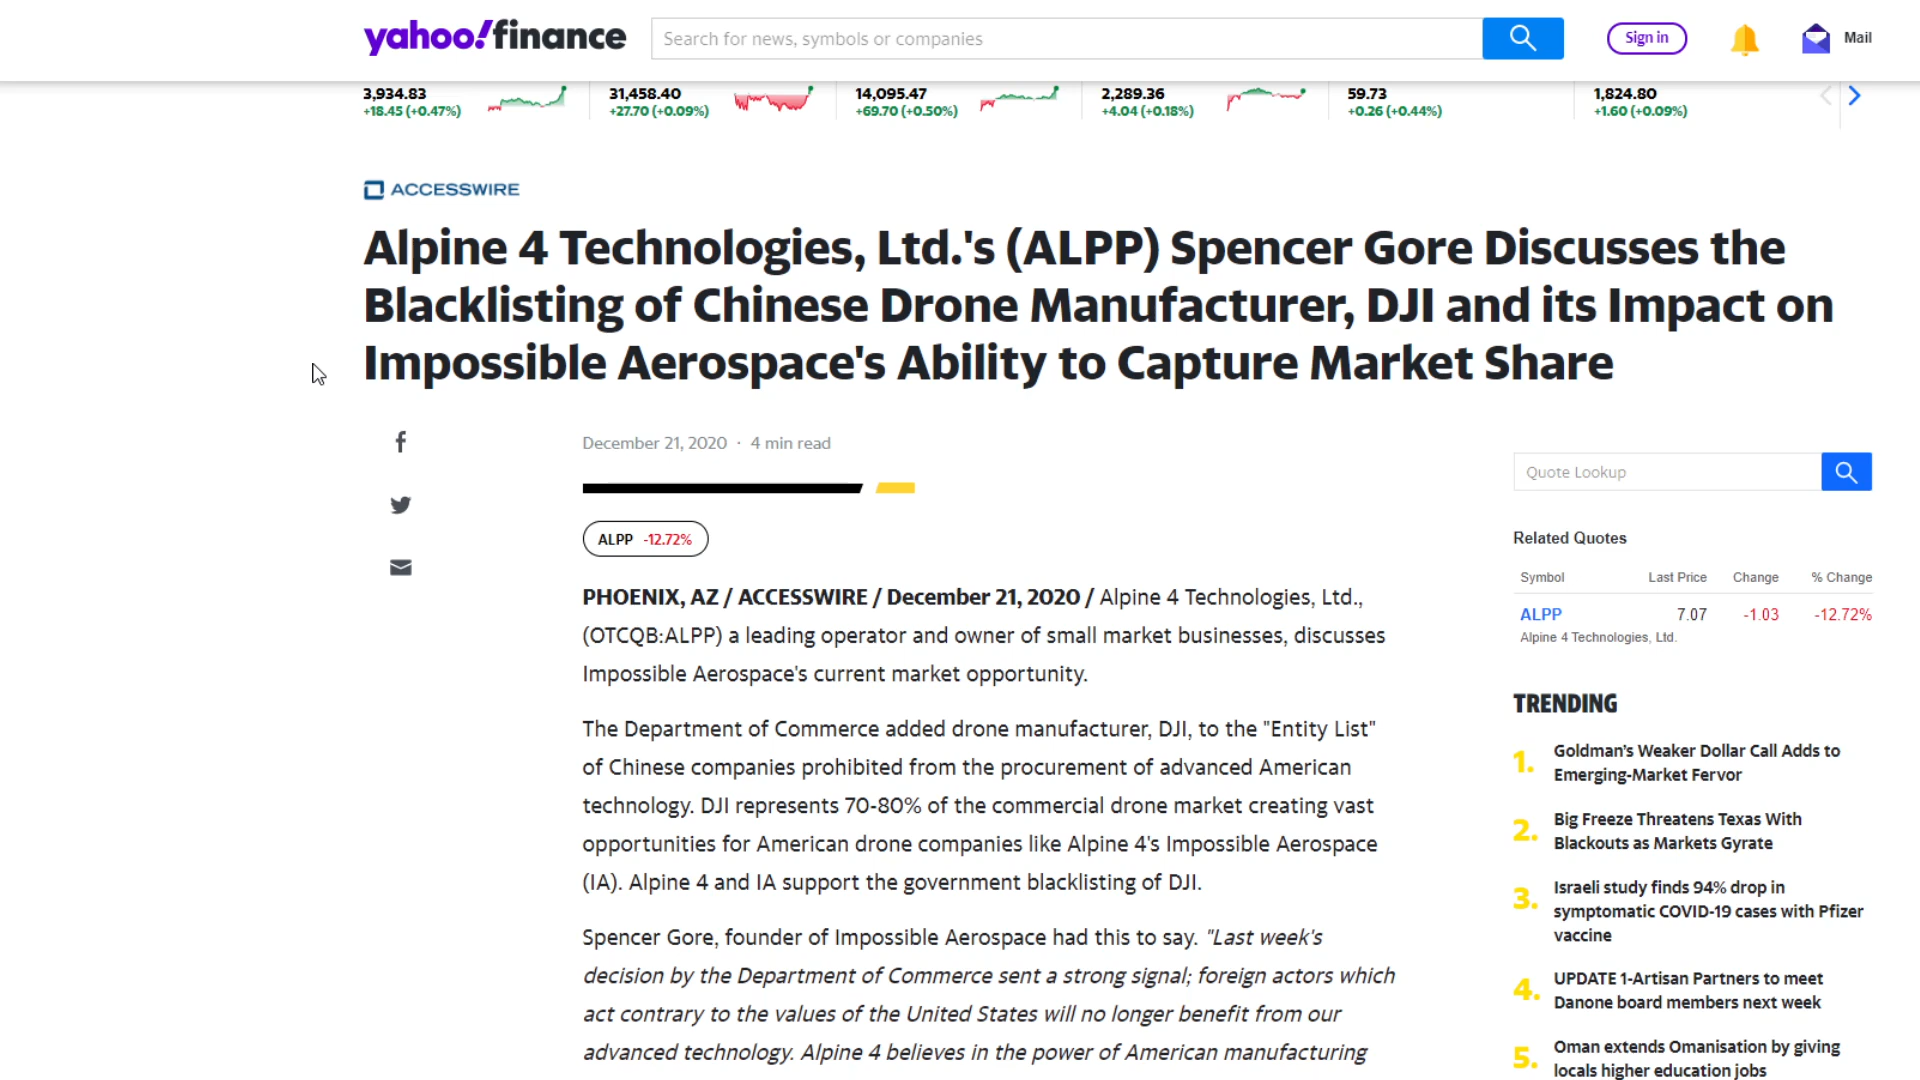 yahoo!finance
Search for news, symbols or companies
Sign in
Mail
3,934.83
+18.45 (+0.47%)
31,458.40
+27.70 (+0.09%)
14,095.47
+69.70 (+0.50%)
2,289.36
+4.04 (+0.18%)
59.73
+0.26 (+0.44%)
1,824.80
+1.60 (+0.09%)
ACCESSWIRE
Alpine 4 Technologies, Ltd.'s (ALPP) Spencer Gore Discusses the
Blacklisting of Chinese Drone Manufacturer, DJI and its Impact on
Impossible Aerospace's Ability to Capture Market Share
December 21, 2020 · 4 min read
ALPP -12.72%
PHOENIX, AZ / ACCESSWIRE / December 21, 2020 / Alpine 4 Technologies, Ltd.,
(OTCQB:ALPP) a leading operator and owner of small market businesses, discusses
Impossible Aerospace's current market opportunity.
The Department of Commerce added drone manufacturer, DJI, to the "Entity List"
of Chinese companies prohibited from the procurement of advanced American
technology. DJI represents 70-80% of the commercial drone market creating vast
opportunities for American drone companies like Alpine 4's Impossible Aerospace
(IA). Alpine 4 and IA support the government blacklisting of DJI.
Spencer Gore, founder of Impossible Aerospace had this to say. "Last week's
decision by the Department of Commerce sent a strong signal; foreign actors which
act contrary to the values of the United States will no longer benefit from our
advanced technology. Alpine 4 believes in the power of American manufacturing
Quote Lookup
Related Quotes
Symbol Last Price Change % Change
ALPP 7.07 -1.03 -12.72%
Alpine 4 Technologies, Ltd.
TRENDING
1. Goldman's Weaker Dollar Call Adds to
Emerging-Market Fervor
2. Big Freeze Threatens Texas With
Blackouts as Markets Gyrate
3. Israeli study finds 94% drop in
symptomatic COVID-19 cases with Pfizer
vaccine
4. UPDATE 1-Artisan Partners to meet
Danone board members next week
5. Oman extends Omanisation by giving
locals higher education jobs